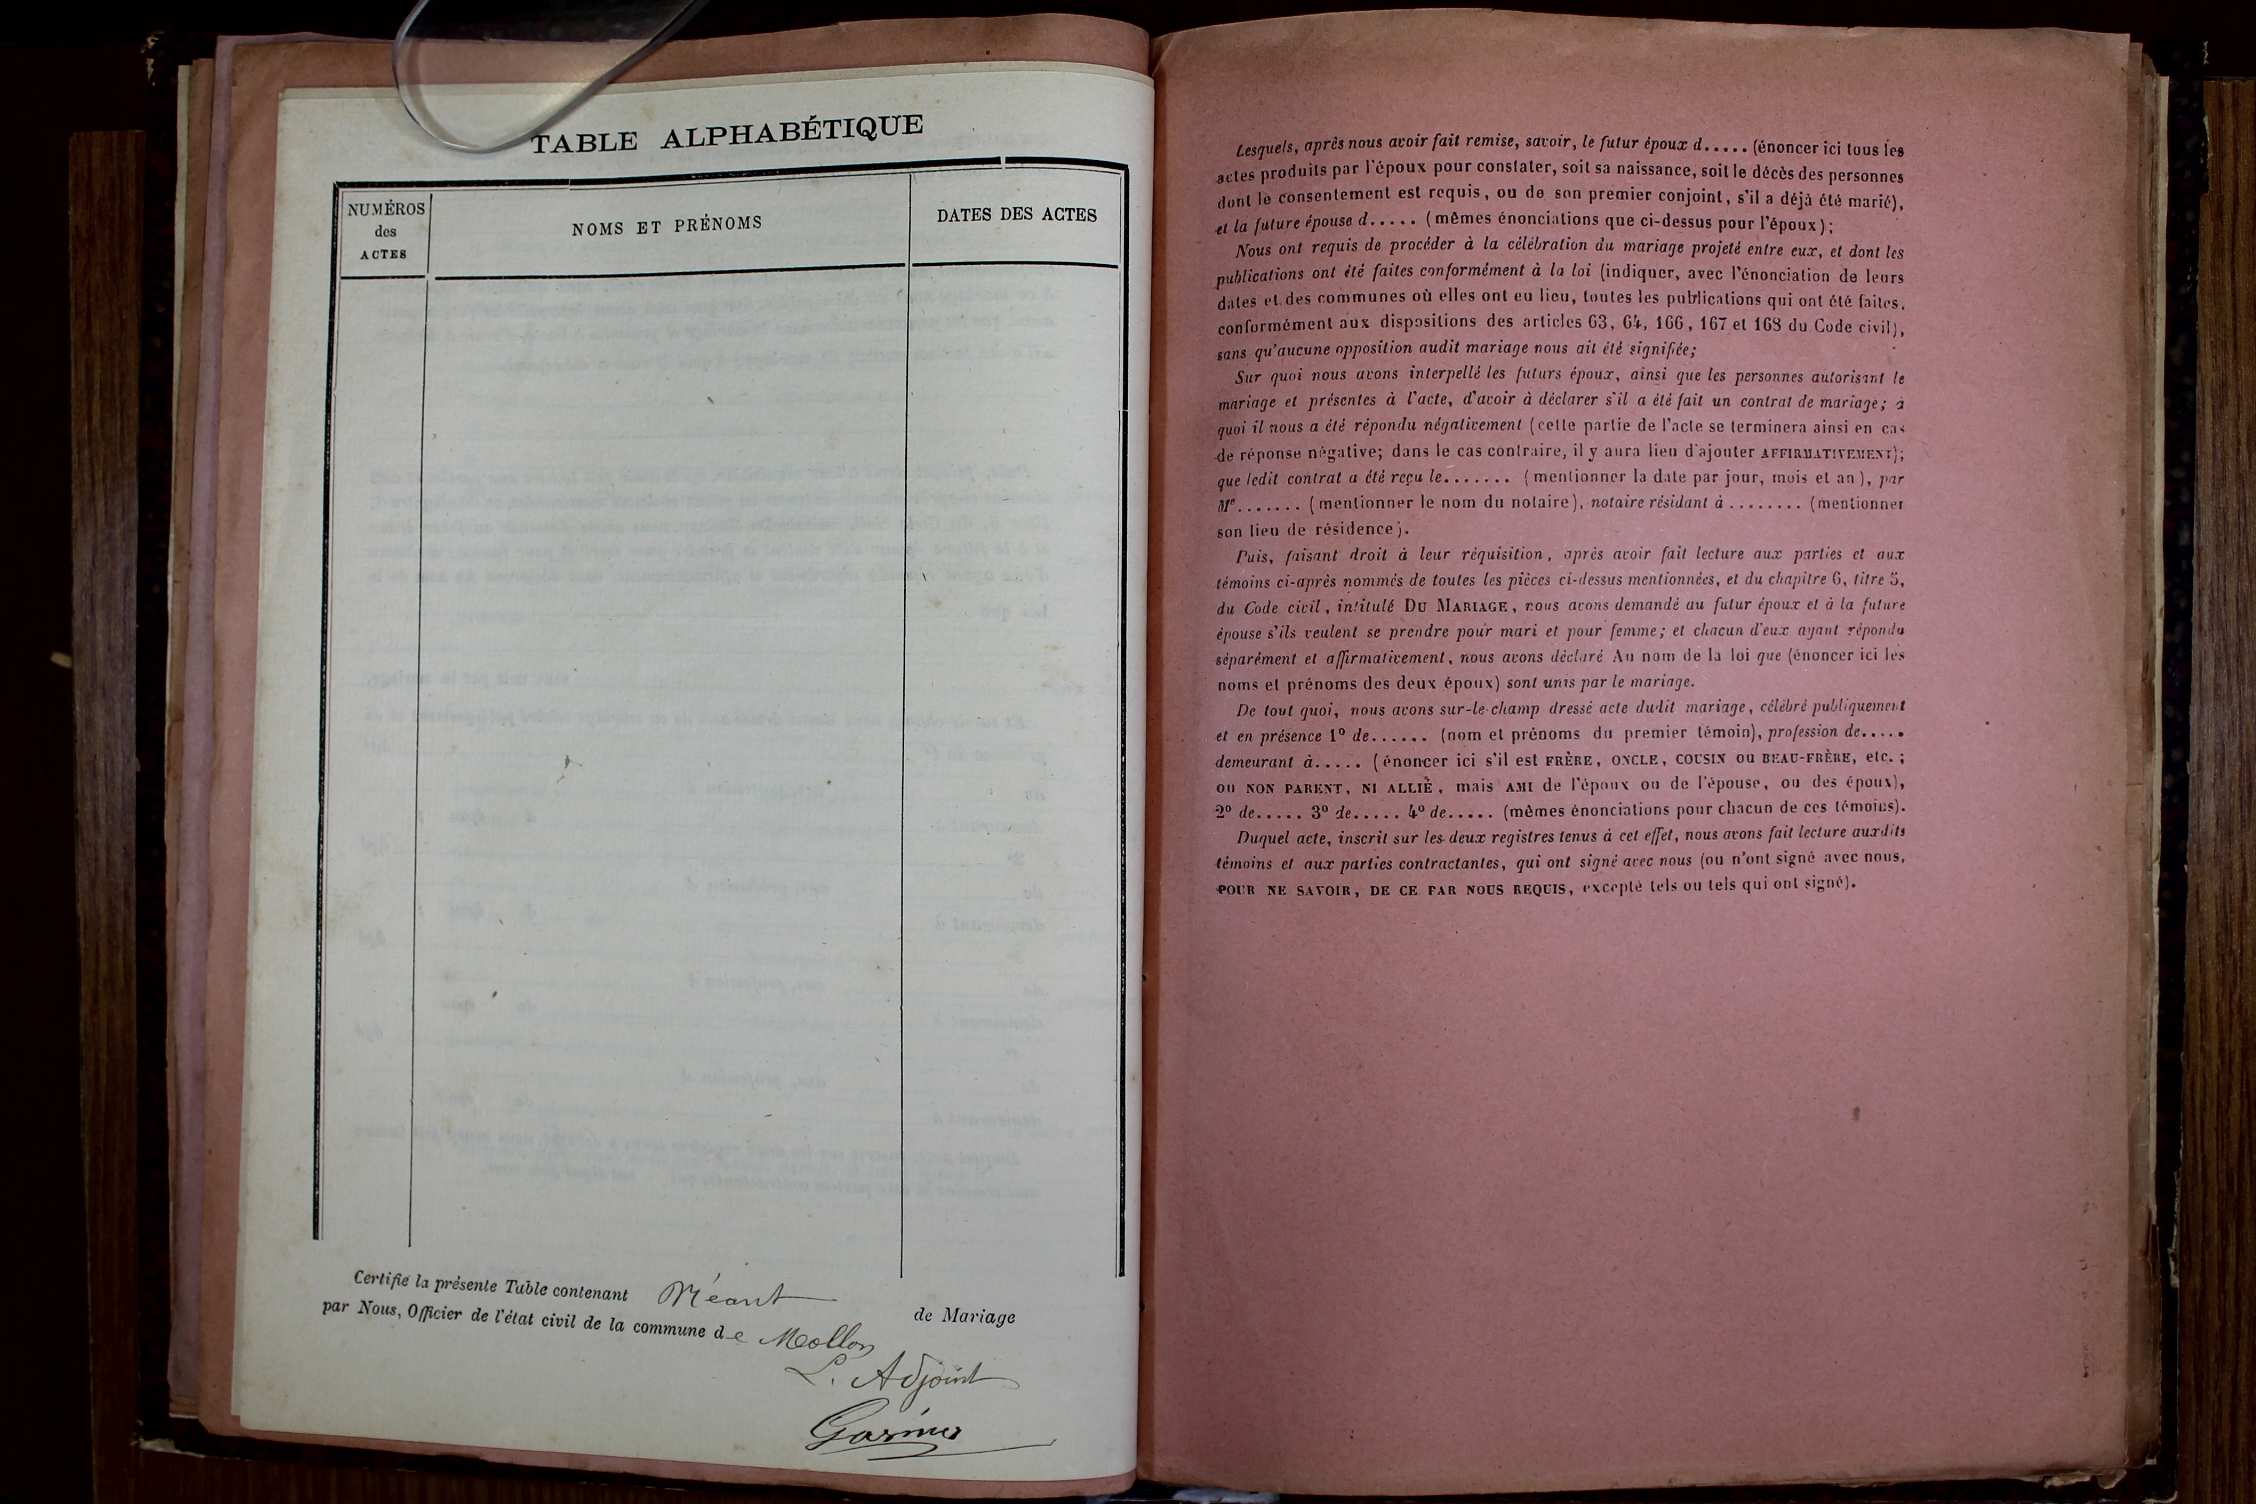 TABLE ALPHABÉTIQUE
NUMÉROS
des
ACTES
NOMS ET PRÉNOMS
DATES DES ACTES
Certifie la présente Table contenant Néant de Mariage
par Nous, Officier de l'état civil de la commune de Mollon
L'Adjoint
Lesquels, après nous avoir fait remise, savoir, le futur époux d..... (énoncer ici tous les
actes produits par l'époux pour constater, soit sa naissance, soit le décès des personnes
dont le consentement est requis, ou de son premier conjoint, s'il a déjà été marié),
et la future épouse d..... (mêmes énonciations que ci-dessus pour l'époux);
Nous ont requis de procéder à la célébration du mariage projeté entre eux, et dont les
publications ont été faites conformément à la loi (indiquer, avec l'énonciation de leurs
dates et des communes où elles ont eu lieu, toutes les publications qui ont été faites,
conformément aux dispositions des articles 63, 64, 166, 167 et 168 du Code civil),
sans qu'aucune opposition audit mariage nous ait été signifiée;
Sur quoi nous avons interpellé les futurs époux, ainsi que les personnes autorisant le
mariage et présentes à l'acte, d'avoir à déclarer s'il a été fait un contrat de mariage; à
quoi il nous a été répondu négativement (cette partie de l'acte se terminera ainsi en cas
de réponse négative; dans le cas contraire, il y aura lieu d'ajouter AFFIRMATIVEMENT);
que ledit contrat a été reçu le....... (mentionner la date par jour, mois et an), par
Me....... (mentionner le nom du notaire), notaire résidant à ........ (mentionner
son lieu de résidence).
Puis, faisant droit à leur réquisition, après avoir fait lecture aux parties et aux
témoins ci-après nommés de toutes les pièces ci-dessus mentionnées, et du chapitre 6, titre 5,
du Code civil, intitulé DU MARIAGE, nous avons demandé au futur époux et à la future
épouse s'ils veulent se prendre pour mari et pour femme; et chacun d'eux ayant répondu
séparément et affirmativement, nous avons déclaré Au nom de la loi que (énoncer ici les
noms et prénoms des deux époux) sont unis par le mariage.
De tout quoi, nous avons sur-le-champ dressé acte dudit mariage, célébré publiquement
et en présence 1º de...... (nom et prénoms du premier témoin), profession de.....
demeurant à..... (énoncer ici s'il est FRÈRE, ONCLE, COUSIN ou BEAU-FRÈRE, etc.;
ou NON PARENT, NI ALLIÉ, mais AMI de l'époux ou de l'épouse, ou des époux),
2º de..... 3º de..... 4º de..... (mêmes énonciations pour chacun de ces témoins).
Duquel acte, inscrit sur les deux registres tenus à cet effet, nous avons fait lecture auxdits
témoins et aux parties contractantes, qui ont signé avec nous (ou n'ont signé avec nous,
POUR NE SAVOIR, DE CE PAR NOUS REQUIS, excepté tels ou tels qui ont signé).